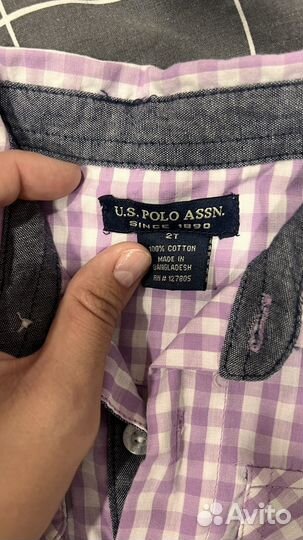 U.S. POLO ASSN.
SINCE 1890
2T
100% COTTON
MADE IN
BANGLADESH
RN # 127805
Avito